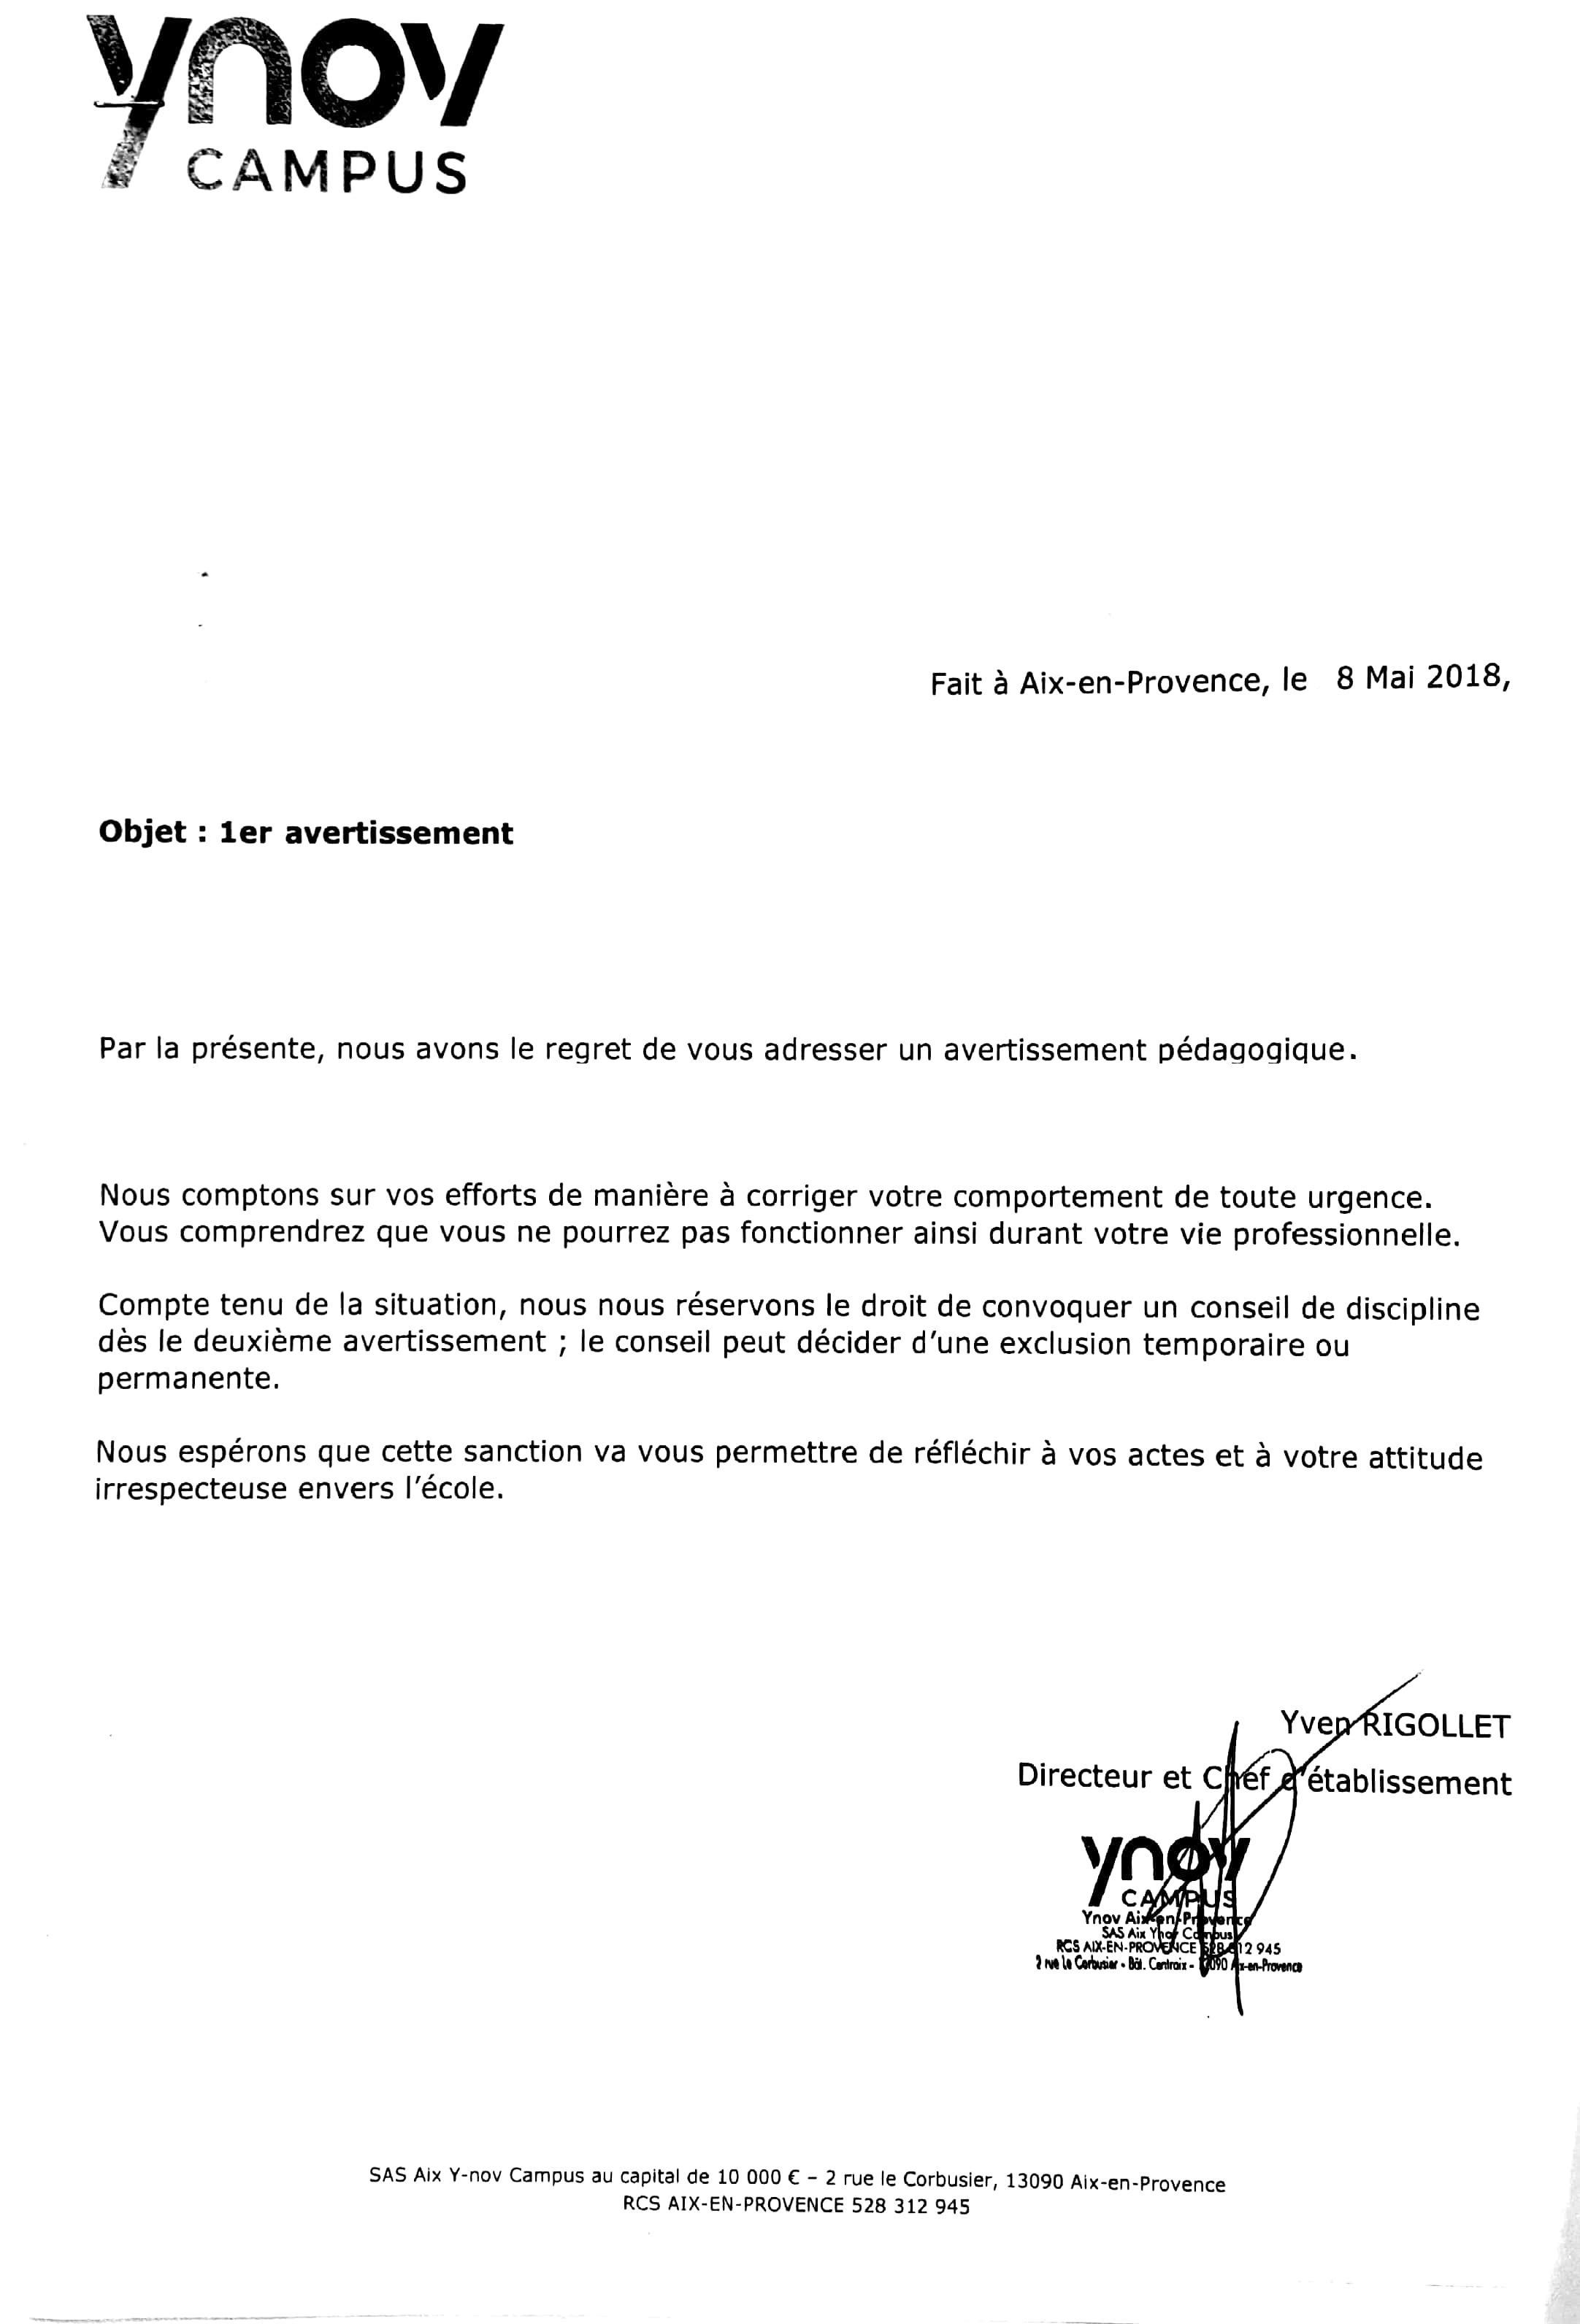 ynov
CAMPUS
Fait à Aix-en-Provence, le 8 Mai 2018,
Objet : 1er avertissement
Par la présente, nous avons le regret de vous adresser un avertissement pédagogique.
Nous comptons sur vos efforts de manière à corriger votre comportement de toute urgence.
Vous comprendrez que vous ne pourrez pas fonctionner ainsi durant votre vie professionnelle.
Compte tenu de la situation, nous nous réservons le droit de convoquer un conseil de discipline
dès le deuxième avertissement ; le conseil peut décider d'une exclusion temporaire ou
permanente.
Nous espérons que cette sanction va vous permettre de réfléchir à vos actes et à votre attitude
irrespecteuse envers l'école.
Yven RIGOLLET
Directeur et Chef d'établissement
ynov
CAMPUS
Ynov Aix-en-Provence
SAS Aix Ynov Campus
RCS AIX-EN-PROVENCE 528 312 945
2 rue Le Corbusier - Bât. Centraix - 13090 Aix-en-Provence
SAS Aix Y-nov Campus au capital de 10 000 € – 2 rue le Corbusier, 13090 Aix-en-Provence
RCS AIX-EN-PROVENCE 528 312 945